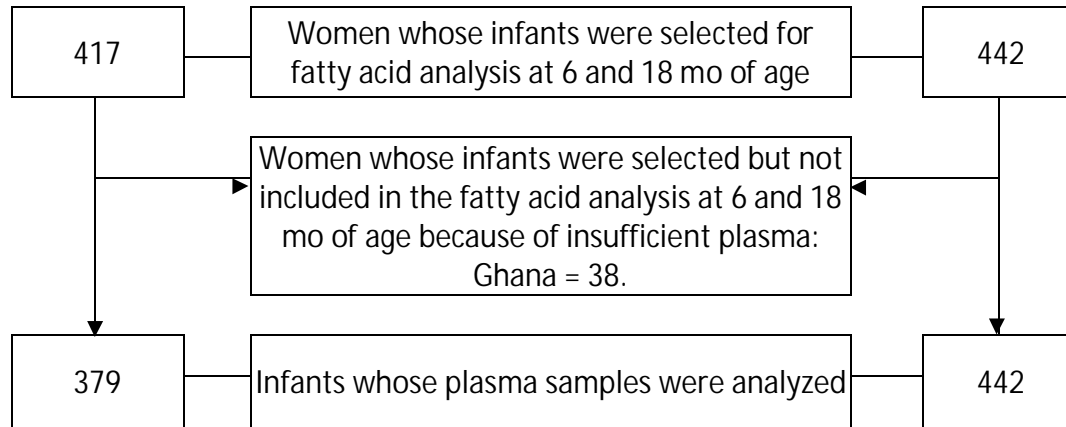 417
Women whose infants were selected for
fatty acid analysis at 6 and 18 mo of age
442
Women whose infants were selected but not
included in the fatty acid analysis at 6 and 18
mo of age because of insufficient plasma:
Ghana = 38.
379
Infants whose plasma samples were analyzed
442